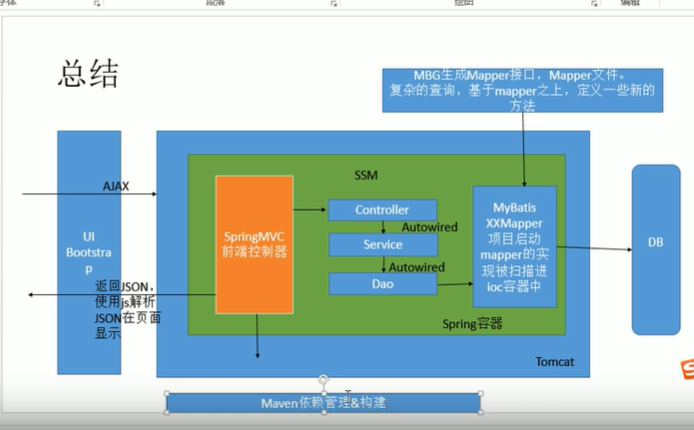 字体
段落
绘图
编辑
总结
MBG生成Mapper接口，Mapper文件。
复杂的查询，基于mapper之上，定义一些新的
方法
SSM
AJAX
UI
Bootstra
p
SpringMVC
前端控制器
Controller
Autowired
Service
Autowired
Dao
MyBatis
XXMapper
项目启动
mapper的实
现被扫描进
ioc容器中
DB
返回JSON，
使用js解析
JSON在页面
显示
Spring容器
Tomcat
Maven依赖管理&构建